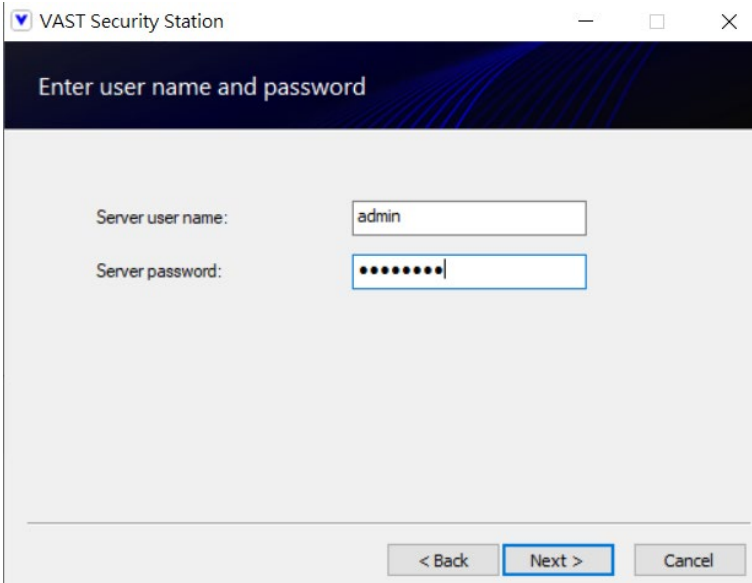 VAST Security Station
Enter user name and password
Server user name: admin
Server password: ●●●●●●●●
< Back Next > Cancel